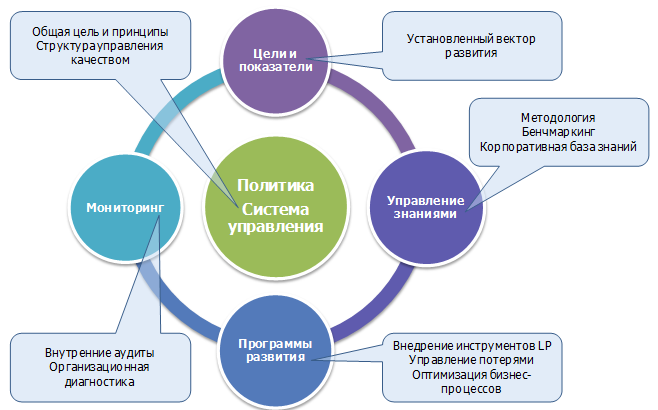 Общая цель и принципы
Структура управления
качеством
Цели и
показатели
Установленный вектор
развития
Методология
Бенчмаркинг
Корпоративная база знаний
Мониторинг
Политика
Система
управления
Управление
знаниями
Внутренние аудиты
Организационная
диагностика
Программы
развития
Внедрение инструментов LP
Управление потерями
Оптимизация бизнес-
процессов